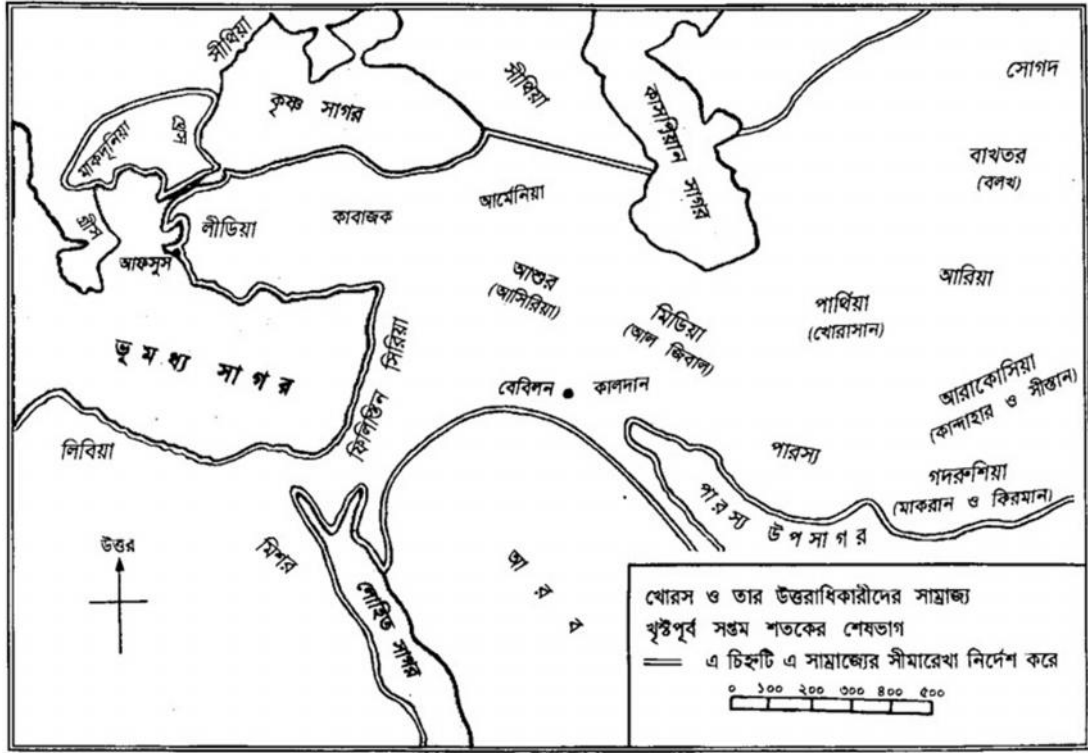 সীথিয়া
সীথিয়া
সোগদ
কৃষ্ণ সাগর
কাসপিয়ান সাগর
মাকদূনিয়া
থ্রেস
বাখতর
(বলখ)
আর্মেনিয়া
কাবাজক
লীডিয়া
গ্রীস
আফসুস
আশুর
(আসিরিয়া)
মিডিয়া
(আল জিবাল)
পার্থিয়া
(খোরাসান)
আরিয়া
ভূমধ্য সাগর
সিরিয়া
ফিলিস্তিন
বেবিলন
কালদান
আরাকোসিয়া
(কান্দাহার ও সীস্তান)
লিবিয়া
পারস্য
গদরুশিয়া
(মাকরান ও কিরমান)
পারস্য উপসাগর
উত্তর
মিশর
লোহিত সাগর
আরব
খোরস ও তার উত্তরাধিকারীদের সাম্রাজ্য
খৃষ্টপূর্ব সপ্তম শতকের শেষভাগ
এ চিহ্নটি এ সাম্রাজ্যের সীমারেখা নির্দেশ করে
০ ১০০ ২০০ ৩০০ ৪০০ ৫০০